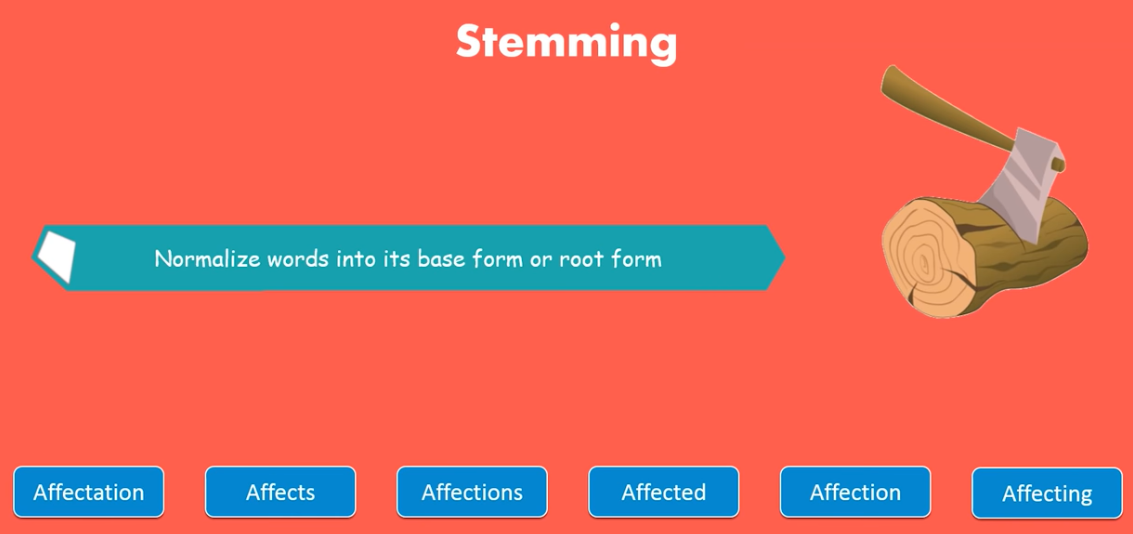 Stemming
Normalize words into its base form or root form
Affectation
Affects
Affections
Affected
Affection
Affecting